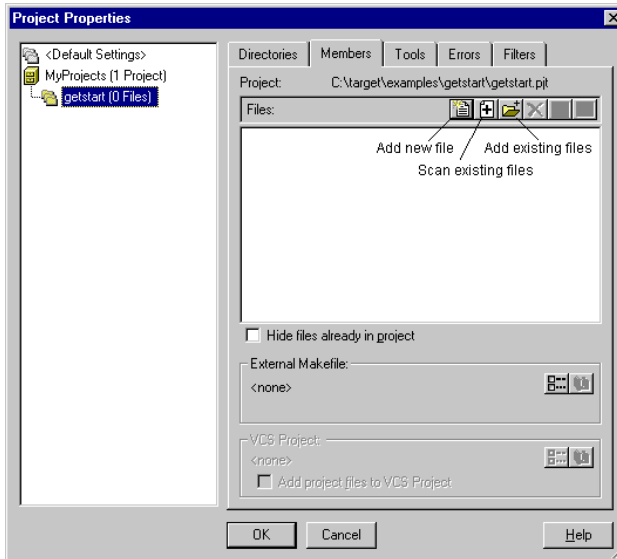 Project Properties
<Default Settings>
MyProjects (1 Project)
getstart (0 Files)
Directories
Members
Tools
Errors
Filters
Project: C:\target\examples\getstart\getstart.pjt
Files:
Add new file
Add existing files
Scan existing files
Hide files already in project
External Makefile:
<none>
VCS Project:
<none>
Add project files to VCS Project
OK
Cancel
Help